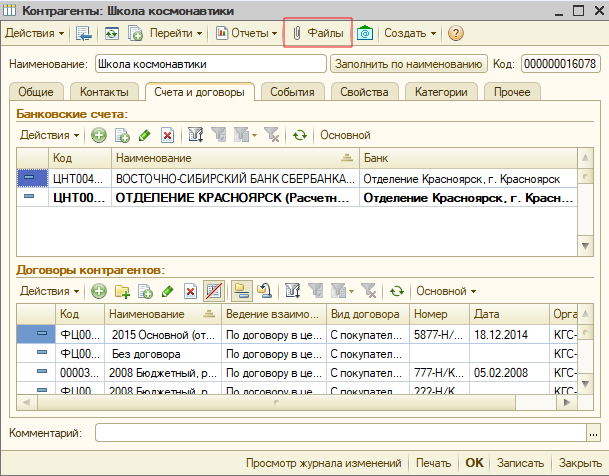 Контрагенты: Школа космонавтики
Действия Перейти Отчеты Файлы Создать
Наименование: Школа космонавтики Заполнить по наименованию Код: 000000016078
Общие Контакты Счета и договоры События Свойства Категории Прочее
Банковские счета:
Действия Основной
Код Наименование Банк
ЦНТ004... ВОСТОЧНО-СИБИРСКИЙ БАНК СБЕРБАНКА... Отделение Красноярск, г. Красноярск
ЦНТ00... ОТДЕЛЕНИЕ КРАСНОЯРСК (Расчетн... Отделение Красноярск, г. Красн...
Договоры контрагентов:
Действия Основной
Код Наименование Ведение взаимо... Вид договора Номер Дата Орга
ФЦ00... 2015 Основной (от... По договору в це... С покупател... 5877-Н/... 18.12.2014 КГС-
ФЦ00... Без договора По договору в це... С покупател... КГС-
00003... 2008 Бюджетный, р... По договору в це... С покупател... 777-Н/К... 05.02.2008 КГС-
ФЦ00... 2008 Бюджетный, р... По договору в це... С покупател... 222-Н/К... КГС-
Комментарий: ...
Просмотр журнала изменений Печать ОК Записать Закрыть